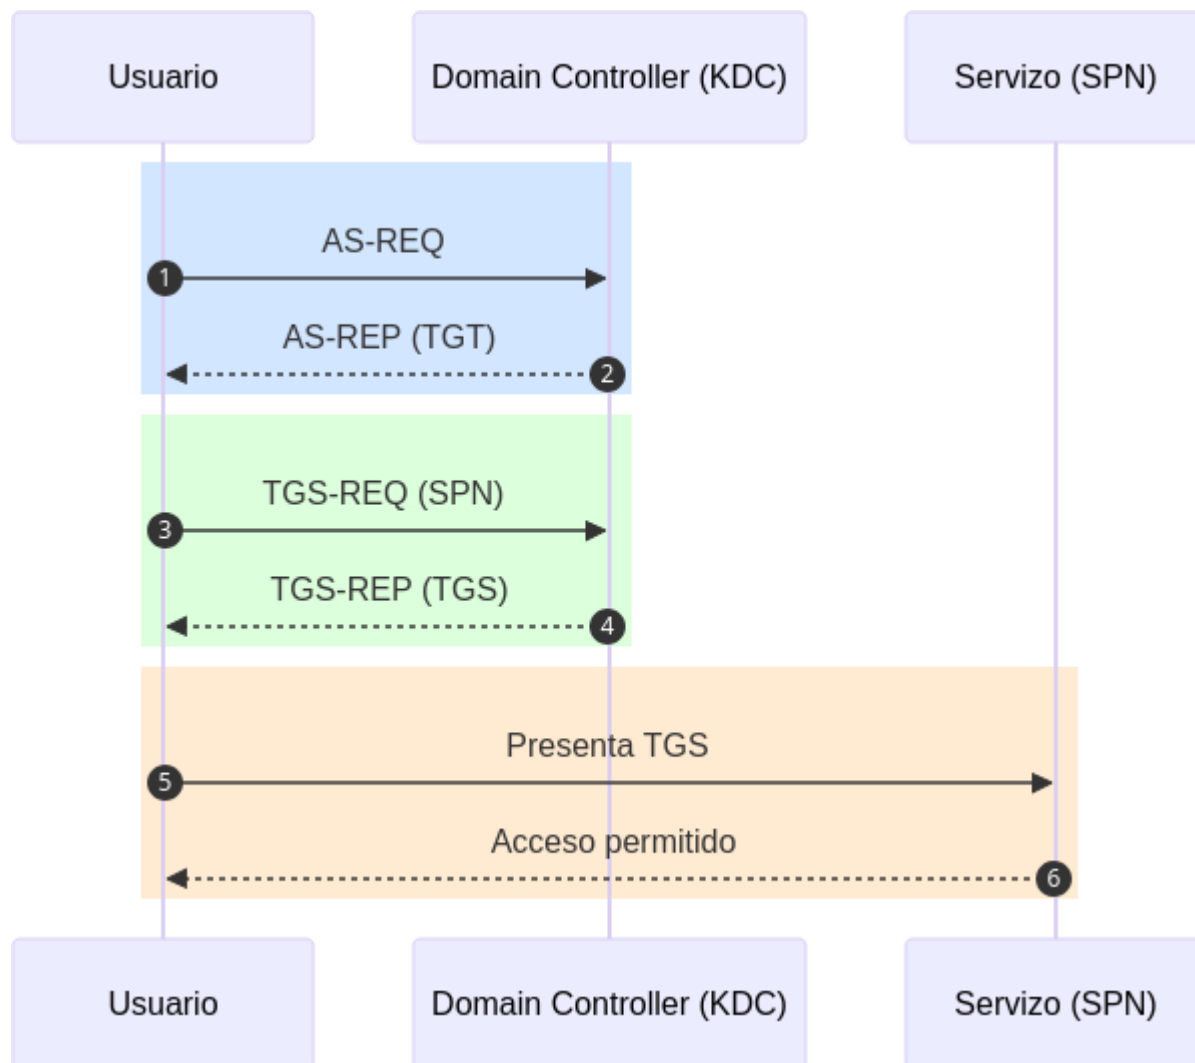 Usuario
Domain Controller (KDC)
Servizo (SPN)
AS-REQ
1
AS-REP (TGT)
2
TGS-REQ (SPN)
3
TGS-REP (TGS)
4
Presenta TGS
5
Acceso permitido
6
Usuario
Domain Controller (KDC)
Servizo (SPN)